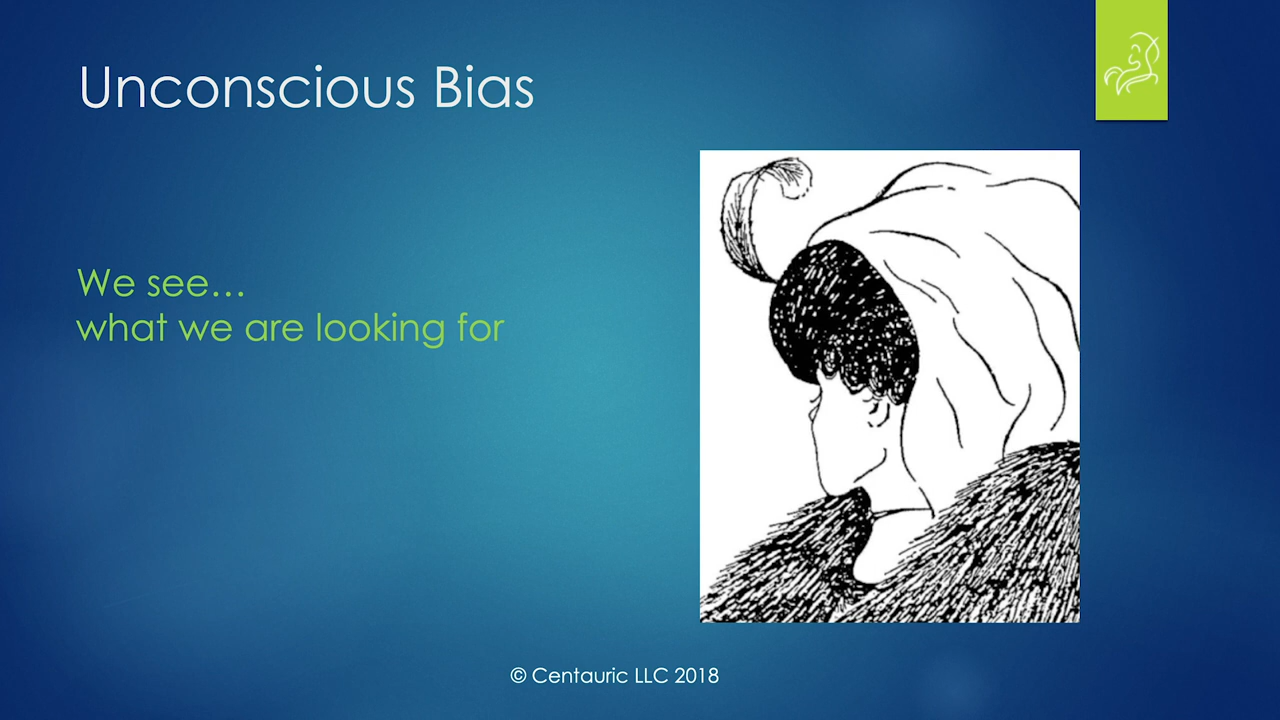 Unconscious Bias
We see…
what we are looking for
© Centauric LLC 2018